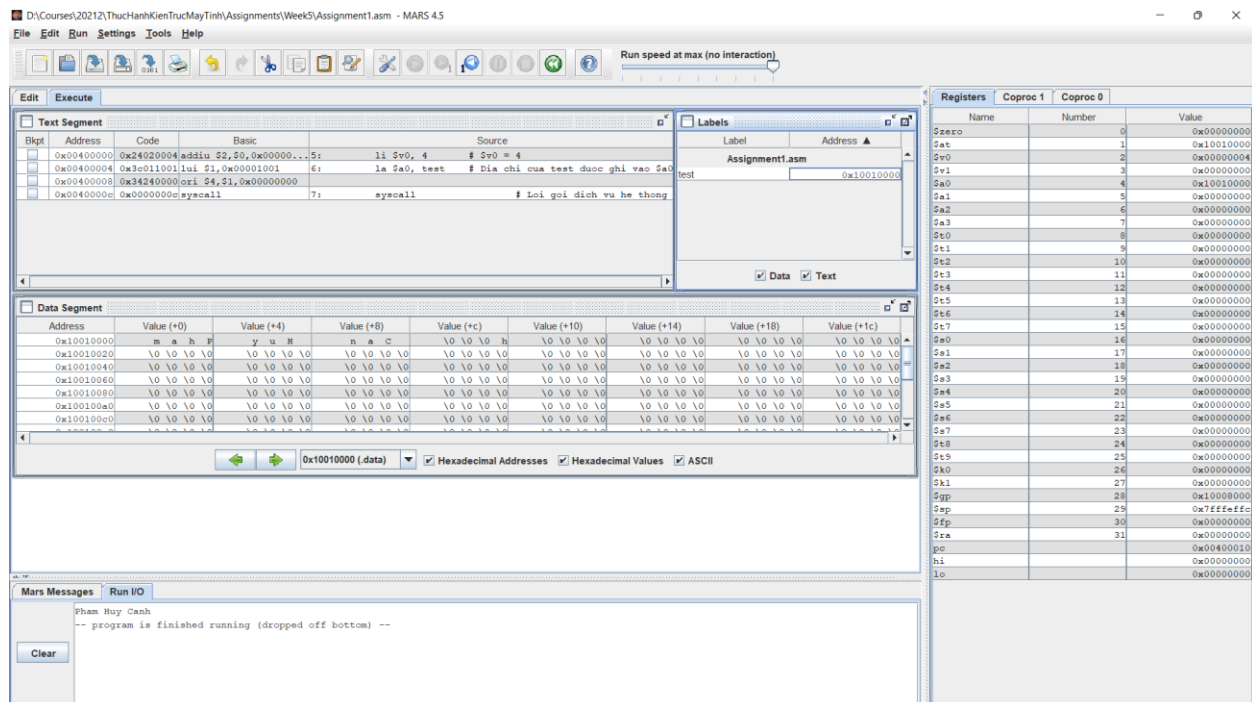 D:\Courses\20212\ThucHanhKienTrucMayTinh\Assignments\Week5\Assignment1.asm - MARS 4.5
File Edit Run Settings Tools Help
Run speed at max (no interaction)
Edit Execute
Text Segment
Bkpt Address Code Basic Source
0x00400000 0x24020004 addiu $2,$0,0x00000... 5: li $v0, 4 # $v0 = 4
0x00400004 0x3c011001 lui $1,0x00001001 6: la $a0, test # Dia chi cua test duoc ghi vao $a0
0x00400008 0x34240000 ori $4,$1,0x00000000
0x0040000c 0x0000000c syscall 7: syscall # Loi goi dich vu he thong
Labels
Label Address ▲
Assignment1.asm
test 0x10010000
Data Text
Data Segment
Address Value (+0) Value (+4) Value (+8) Value (+c) Value (+10) Value (+14) Value (+18) Value (+1c)
0x10010000 m a h P y u H n a C \0 \0 \0 h \0 \0 \0 \0 \0 \0 \0 \0 \0 \0 \0 \0 \0 \0 \0 \0
0x10010020 \0 \0 \0 \0 \0 \0 \0 \0 \0 \0 \0 \0 \0 \0 \0 \0 \0 \0 \0 \0 \0 \0 \0 \0 \0 \0 \0 \0 \0 \0 \0 \0
0x10010040 \0 \0 \0 \0 \0 \0 \0 \0 \0 \0 \0 \0 \0 \0 \0 \0 \0 \0 \0 \0 \0 \0 \0 \0 \0 \0 \0 \0 \0 \0 \0 \0
0x10010060 \0 \0 \0 \0 \0 \0 \0 \0 \0 \0 \0 \0 \0 \0 \0 \0 \0 \0 \0 \0 \0 \0 \0 \0 \0 \0 \0 \0 \0 \0 \0 \0
0x10010080 \0 \0 \0 \0 \0 \0 \0 \0 \0 \0 \0 \0 \0 \0 \0 \0 \0 \0 \0 \0 \0 \0 \0 \0 \0 \0 \0 \0 \0 \0 \0 \0
0x100100a0 \0 \0 \0 \0 \0 \0 \0 \0 \0 \0 \0 \0 \0 \0 \0 \0 \0 \0 \0 \0 \0 \0 \0 \0 \0 \0 \0 \0 \0 \0 \0 \0
0x100100c0 \0 \0 \0 \0 \0 \0 \0 \0 \0 \0 \0 \0 \0 \0 \0 \0 \0 \0 \0 \0 \0 \0 \0 \0 \0 \0 \0 \0 \0 \0 \0 \0
0x10010000 (.data) Hexadecimal Addresses Hexadecimal Values ASCII
Mars Messages Run I/O
Pham Huy Canh
-- program is finished running (dropped off bottom) --
Clear
Registers Coproc 1 Coproc 0
Name Number Value
$zero 0 0x00000000
$at 1 0x10010000
$v0 2 0x00000004
$v1 3 0x00000000
$a0 4 0x10010000
$a1 5 0x00000000
$a2 6 0x00000000
$a3 7 0x00000000
$t0 8 0x00000000
$t1 9 0x00000000
$t2 10 0x00000000
$t3 11 0x00000000
$t4 12 0x00000000
$t5 13 0x00000000
$t6 14 0x00000000
$t7 15 0x00000000
$s0 16 0x00000000
$s1 17 0x00000000
$s2 18 0x00000000
$s3 19 0x00000000
$s4 20 0x00000000
$s5 21 0x00000000
$s6 22 0x00000000
$s7 23 0x00000000
$t8 24 0x00000000
$t9 25 0x00000000
$k0 26 0x00000000
$k1 27 0x00000000
$gp 28 0x10008000
$sp 29 0x7fffeffc
$fp 30 0x00000000
$ra 31 0x00000000
pc 0x00400010
hi 0x00000000
lo 0x00000000